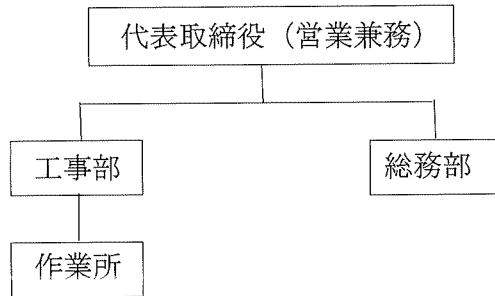 代表取締役（営業兼務）
工事部
総務部
作業所